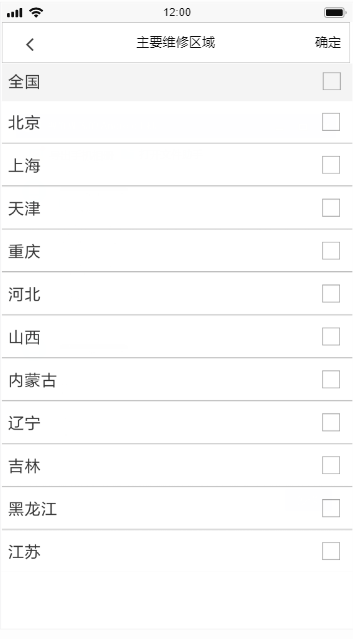 12:00
主要维修区域 确定
全国
北京
上海
天津
重庆
河北
山西
内蒙古
辽宁
吉林
黑龙江
江苏